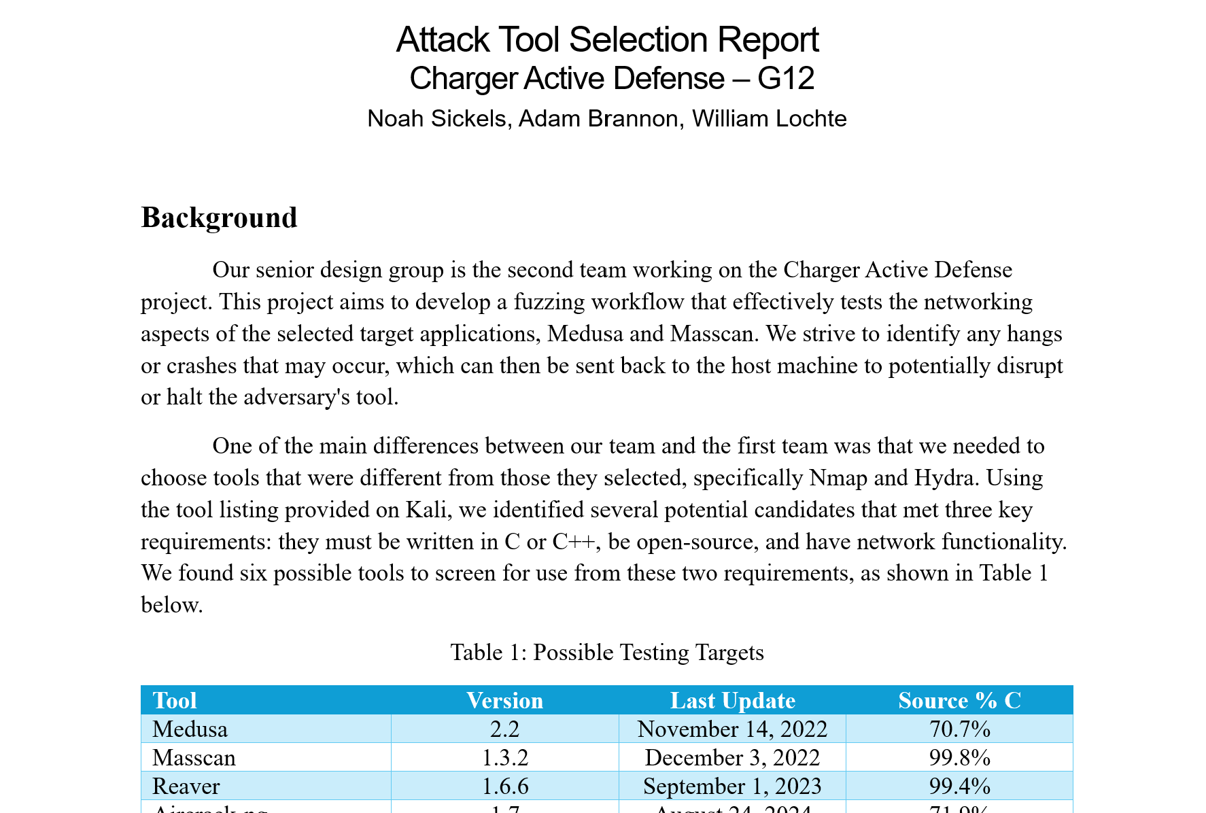 Attack Tool Selection Report
Charger Active Defense – G12
Noah Sickels, Adam Brannon, William Lochte
Background
Our senior design group is the second team working on the Charger Active Defense
project. This project aims to develop a fuzzing workflow that effectively tests the networking
aspects of the selected target applications, Medusa and Masscan. We strive to identify any hangs
or crashes that may occur, which can then be sent back to the host machine to potentially disrupt
or halt the adversary's tool.
One of the main differences between our team and the first team was that we needed to
choose tools that were different from those they selected, specifically Nmap and Hydra. Using
the tool listing provided on Kali, we identified several potential candidates that met three key
requirements: they must be written in C or C++, be open-source, and have network functionality.
We found six possible tools to screen for use from these two requirements, as shown in Table 1
below.
Table 1: Possible Testing Targets
Tool Version Last Update Source % C
Medusa 2.2 November 14, 2022 70.7%
Masscan 1.3.2 December 3, 2022 99.8%
Reaver 1.6.6 September 1, 2023 99.4%